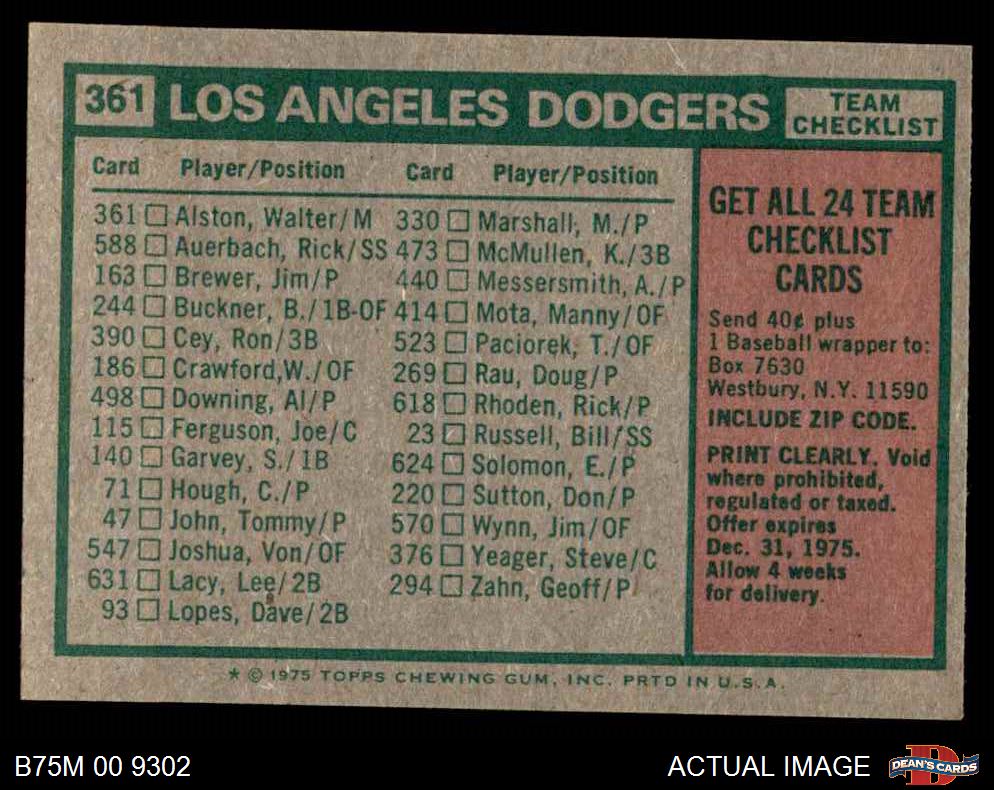 361 LOS ANGELES DODGERS TEAM CHECKLIST
Card Player/Position
361 Alston, Walter/M
588 Auerbach, Rick/SS
163 Brewer, Jim/P
244 Buckner, B./1B-OF
390 Cey, Ron/3B
186 Crawford,W./OF
498 Downing, Al/P
115 Ferguson, Joe/C
140 Garvey, S./1B
71 Hough, C./P
47 John, Tommy/P
547 Joshua, Von/OF
631 Lacy, Lee/2B
93 Lopes, Dave/2B
Card Player/Position
330 Marshall, M./P
473 McMullen, K./3B
440 Messersmith, A./P
414 Mota, Manny/OF
523 Paciorek, T./OF
269 Rau, Doug/P
618 Rhoden, Rick/P
23 Russell, Bill/SS
624 Solomon, E./P
220 Sutton, Don/P
570 Wynn, Jim/OF
376 Yeager, Steve/C
294 Zahn, Geoff/P
GET ALL 24 TEAM
CHECKLIST
CARDS
Send 40¢ plus
1 Baseball wrapper to:
Box 7630
Westbury, N.Y. 11590
INCLUDE ZIP CODE.
PRINT CLEARLY. Void
where prohibited,
regulated or taxed.
Offer expires
Dec. 31, 1975.
Allow 4 weeks
for delivery.
* © 1975 TOPPS CHEWING GUM, INC. PRTD IN U.S.A.
B75M 00 9302
ACTUAL IMAGE
DEAN'S CARDS